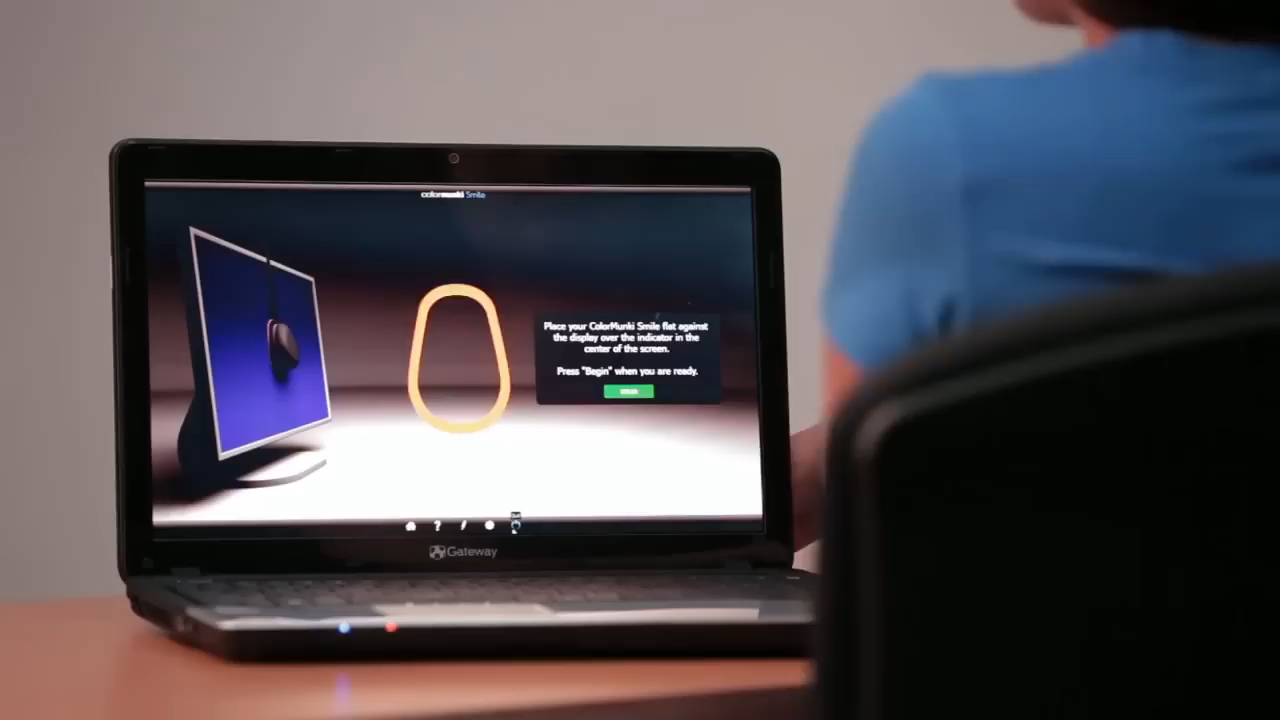 colormunki Smile
Place your ColorMunki Smile flat against
the display over the indicator in the
center of the screen.
Press "Begin" when you are ready.
Gateway